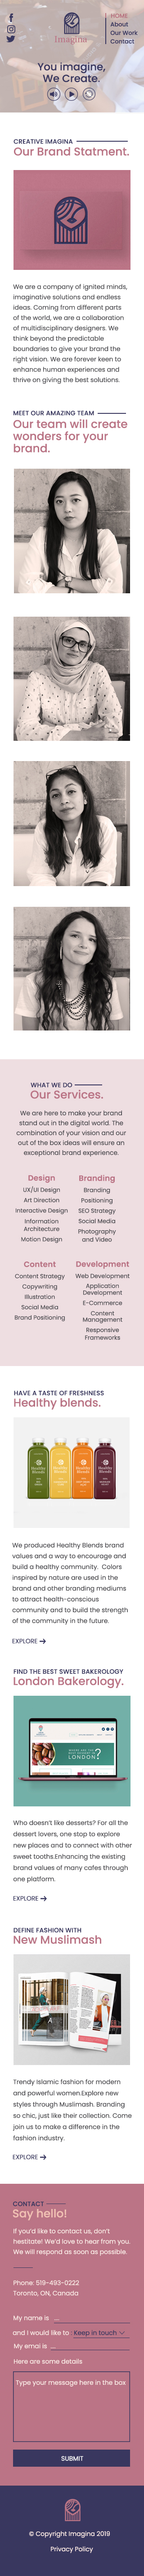 HOME
About
Our Work
Contact
Imagina
You imagine,
We Create.
CREATIVE IMAGINA
Our Brand Statment.
We are a company of ignited minds,
imaginative solutions and endless
ideas. Coming from different parts
of the world, we are a collaboration
of multidisciplinary designers. We
think beyond the predictable
boundaries to give your brand the
right vision. We are forever keen to
enhance human experiences and
thrive on giving the best solutions.
MEET OUR AMAZING TEAM
Our team will create
wonders for your
brand.
WHAT WE DO
Our Services.
We are here to make your brand
stand out in the digital world. The
combination of your vision and our
out of the box ideas will ensure an
exceptional brand experience.
Design
UX/UI Design
Art Direction
Interactive Design
Information
Architecture
Motion Design
Branding
Branding
Positioning
SEO Strategy
Social Media
Photography
and Video
Content
Content Strategy
Copywriting
Illustration
Social Media
Brand Positioning
Development
Web Development
Application
Development
E-Commerce
Content
Management
Responsive
Frameworks
HAVE A TASTE OF FRESHNESS
Healthy blends.
Healthy
Blends
Healthy
Blends
Healthy
Blends
Healthy
Blends
We produced Healthy Blends brand
values and a way to encourage and
build a healthy community. Colors
inspired by nature are used in the
brand and other branding mediums
to attract health-conscious
community and to build the strength
of the community in the future.
EXPLORE
FIND THE BEST SWEET BAKEROLOGY
London Bakerology.
LONDON?
Who doesn't like desserts? For all the
dessert lovers, one stop to explore
new places and to connect with other
sweet tooths.Enhancing the existing
brand values of many cafes through
one platform.
EXPLORE
DEFINE FASHION WITH
New Muslimash
Trendy Islamic fashion for modern
and powerful women.Explore new
styles through Muslimash. Branding
so chic, just like their collection. Come
join us to make a difference in the
fashion industry.
EXPLORE
CONTACT
Say hello!
If you'd like to contact us, don't
hestitate! We'd love to hear from you.
We will respond as soon as possible.
Phone: 519-493-0222
Toronto, ON, Canada
My name is ...
and I would like to : Keep in touch
My emai is ...
Here are some details
Type your message here in the box
SUBMIT
© Copyright Imagina 2019
Privacy Policy